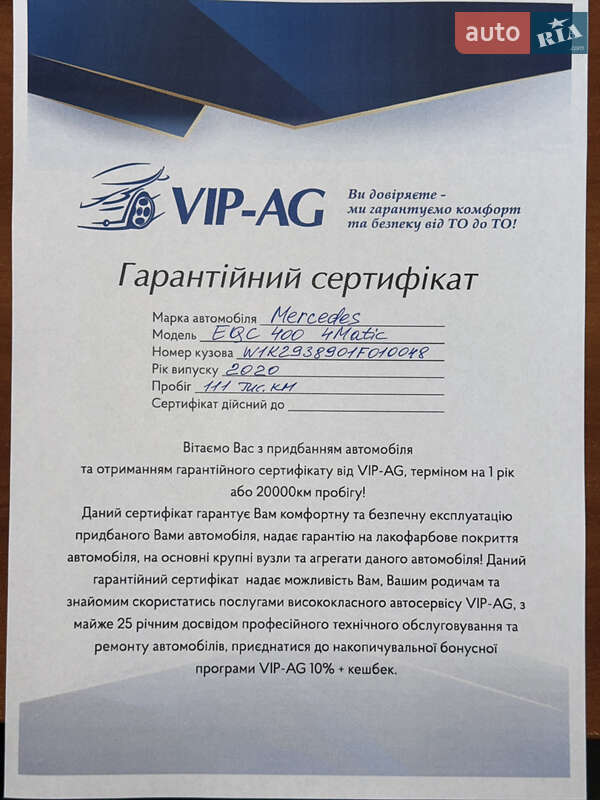 auto RIA.com
VIP-AG
Ви довіряєте -
ми гарантуємо комфорт
та безпеку від ТО до ТО!
Гарантійний сертифікат
Марка автомобіля Mercedes
Модель EQC 400 4Matic
Номер кузова W1K2938901F010048
Рік випуску 2020
Пробіг 111 тис.км
Сертифікат дійсний до
Вітаємо Вас з придбанням автомобіля
та отриманням гарантійного сертифікату від VIP-AG, терміном на 1 рік
або 20000км пробігу!
Даний сертифікат гарантує Вам комфортну та безпечну експлуатацію
придбаного Вами автомобіля, надає гарантію на лакофарбове покриття
автомобіля, на основні крупні вузли та агрегати даного автомобіля! Даний
гарантійний сертифікат надає можливість Вам, Вашим родичам та
знайомим скористатись послугами висококласного автосервісу VIP-AG, з
майже 25 річним досвідом професійного технічного обслуговування та
ремонту автомобілів, приєднатися до накопичувальної бонусної
програми VIP-AG 10% + кешбек.